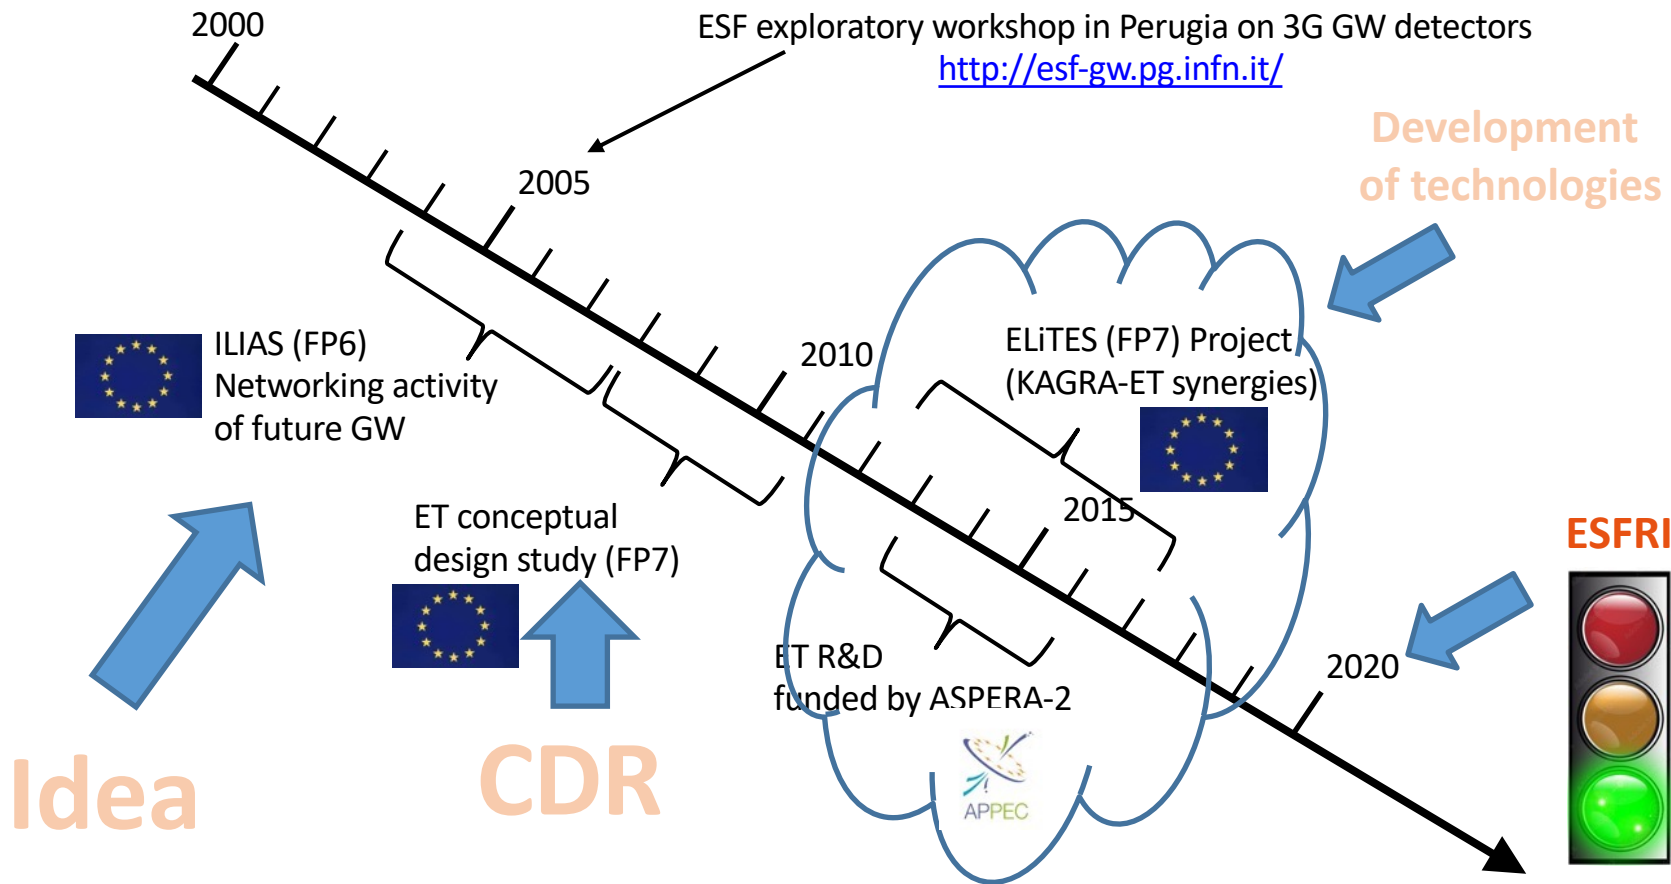 2000
ESF exploratory workshop in Perugia on 3G GW detectors
http://esf-gw.pg.infn.it/
Development
of technologies
2005
ILIAS (FP6)
Networking activity
of future GW
2010
ELiTES (FP7) Project
(KAGRA-ET synergies)
ET conceptual
design study (FP7)
2015
ESFRI
ET R&D
funded by ASPERA-2
2020
Idea
CDR
APPEC